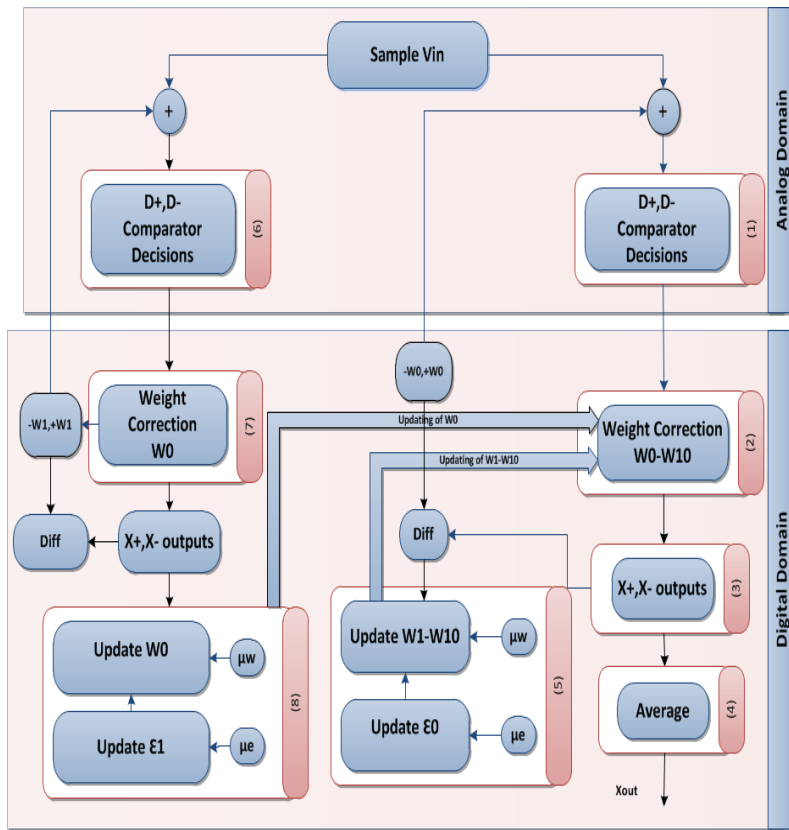 Sample Vin
+
+
D+,D-
Comparator
Decisions
(6)
D+,D-
Comparator
Decisions
(1)
Analog Domain
-W1,+W1
Weight
Correction
W0
(7)
-W0,+W0
Updating of W0
Updating of W1-W10
Weight Correction
W0-W10
(2)
Diff
X+,X- outputs
Diff
X+,X- outputs
(3)
Update W0
μw
Update Ɛ1
μe
(8)
Update W1-W10
μw
Update Ɛ0
μe
(5)
Average
(4)
Xout
Digital Domain